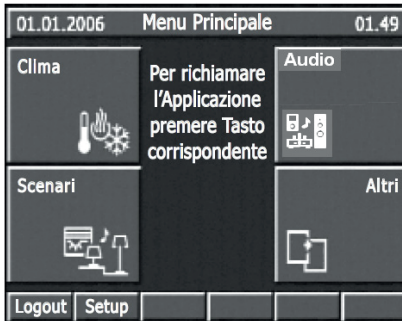 01.01.2006 Menu Principale 01.49
Clima
Per richiamare
l'Applicazione
premere Tasto
corrispondente
Audio
Scenari
Altri
Logout Setup